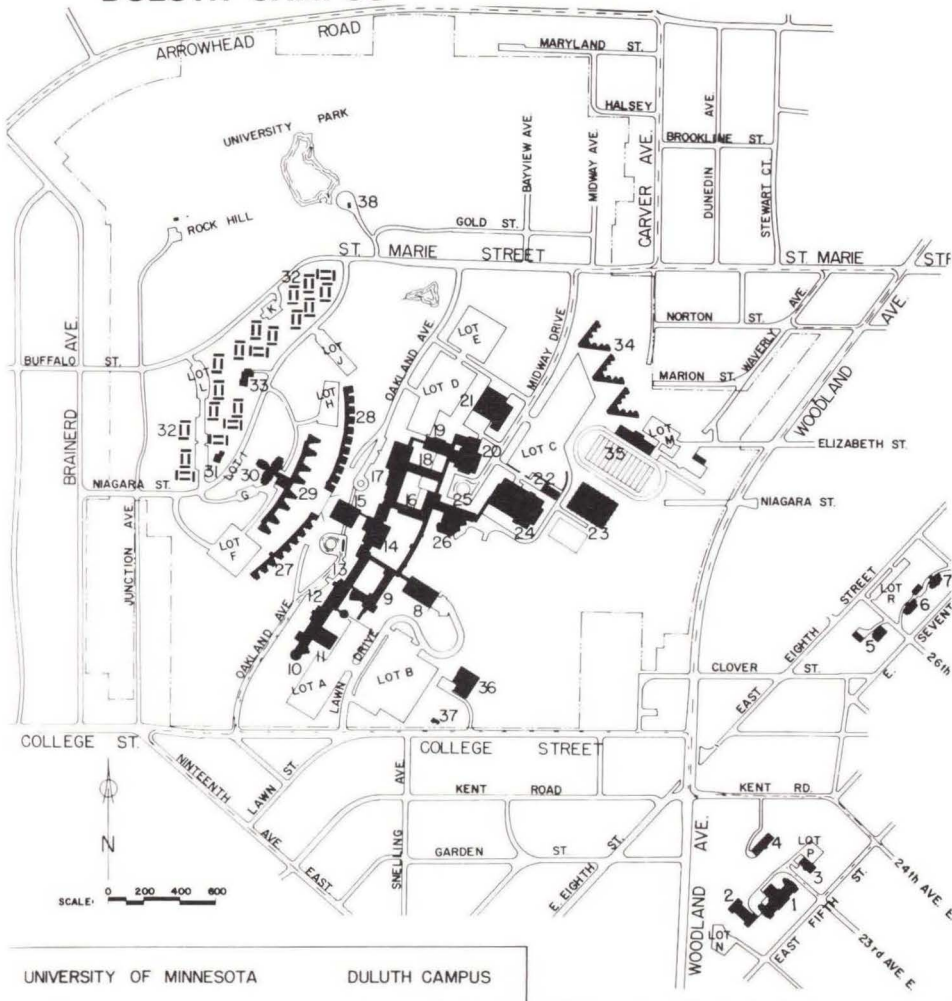 ARROWHEAD ROAD
MARYLAND ST.
HALSEY
UNIVERSITY PARK
BAYVIEW AVE.
MIDWAY AVE.
CARVER AVE.
DUNEDIN AVE.
BROOKLINE ST.
STEWART CT.
38
ROCK HILL
GOLD ST.
ST. MARIE STREET
ST MARIE
32
K
OAKLAND AVE
LOT E
MIDWAY DRIVE
NORTON ST.
WAVERLY AVE.
WOODLAND AVE.
BUFFALO ST.
BRAINERD AVE.
LOT L
33
LOT J
LOT H
28
LOT D
21
34
MARION ST.
32
31
LOT I
30
29
G
17
18
19
20
LOT C
22
35
LOT M
ELIZABETH ST.
NIAGARA ST.
15
16
25
NIAGARA ST.
LOT F
27
14
26
24
23
JUNCTION AVE.
13
12
9
8
OAKLAND AVE
10
11
LOT A
LAWN DRIVE
LOT B
36
37
EAST EIGHTH STREET
LOT R
7
6
5
E. SEVEN
26th
CLOVER ST.
COLLEGE ST.
COLLEGE STREET
NINTEENTH AVE EAST
LAWN ST.
SNELLING AVE
KENT ROAD
KENT RD.
GARDEN ST.
E. EIGHTH ST.
WOODLAND AVE.
4
LOT P
3
2
1
LOT N
EAST FIFTH ST.
24th AVE. E
23rd AVE. E.
N
SCALE: 0 200 400 600
UNIVERSITY OF MINNESOTA DULUTH CAMPUS